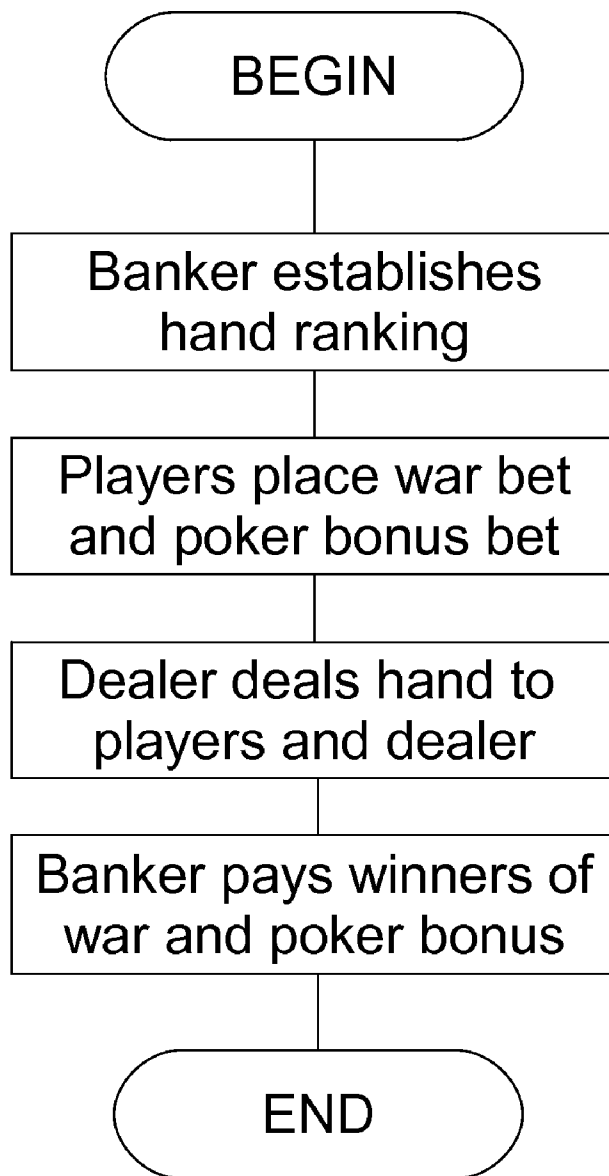 BEGIN
Banker establishes
hand ranking
Players place war bet
and poker bonus bet
Dealer deals hand to
players and dealer
Banker pays winners of
war and poker bonus
END